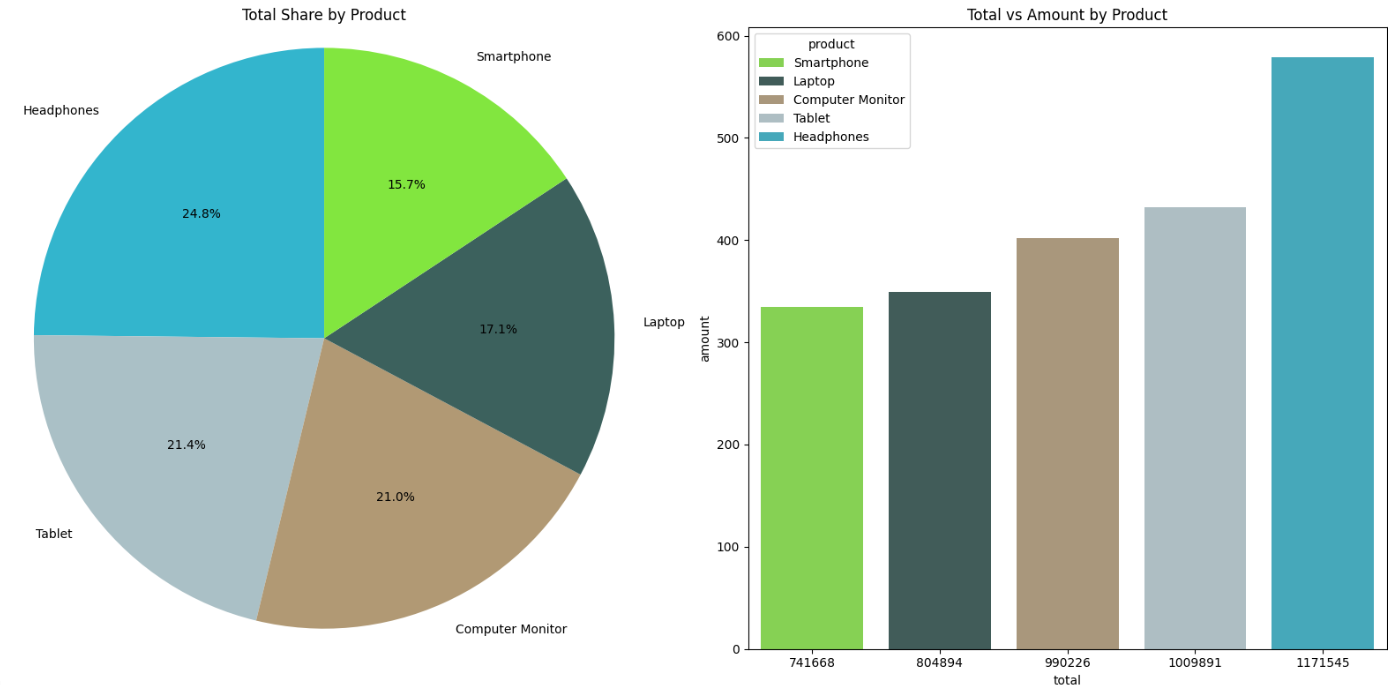 Total Share by Product
Smartphone
Headphones
15.7%
24.8%
Laptop
17.1%
21.4%
21.0%
Tablet
Computer Monitor
Total vs Amount by Product
product
Smartphone
Laptop
Computer Monitor
Tablet
Headphones
600
500
400
300
200
100
0
amount
741668
804894
990226
1009891
1171545
total